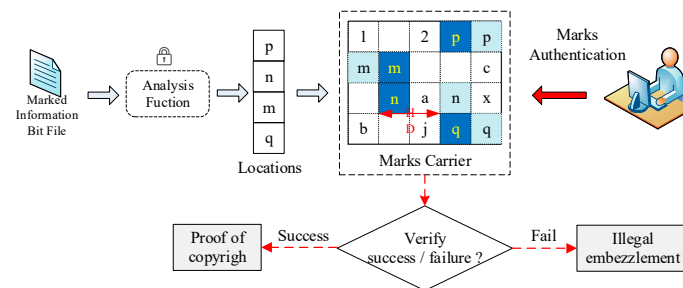 Marked Information
Bit File
Analysis
Fuction
p
n
m
q
Locations
1 2 p p
m m c
n a n x
H
D
b j q q
Marks Carrier
Marks
Authentication
Verify
success / failure ?
Success
Fail
Proof of
copyrigh
Illegal
embezzlement